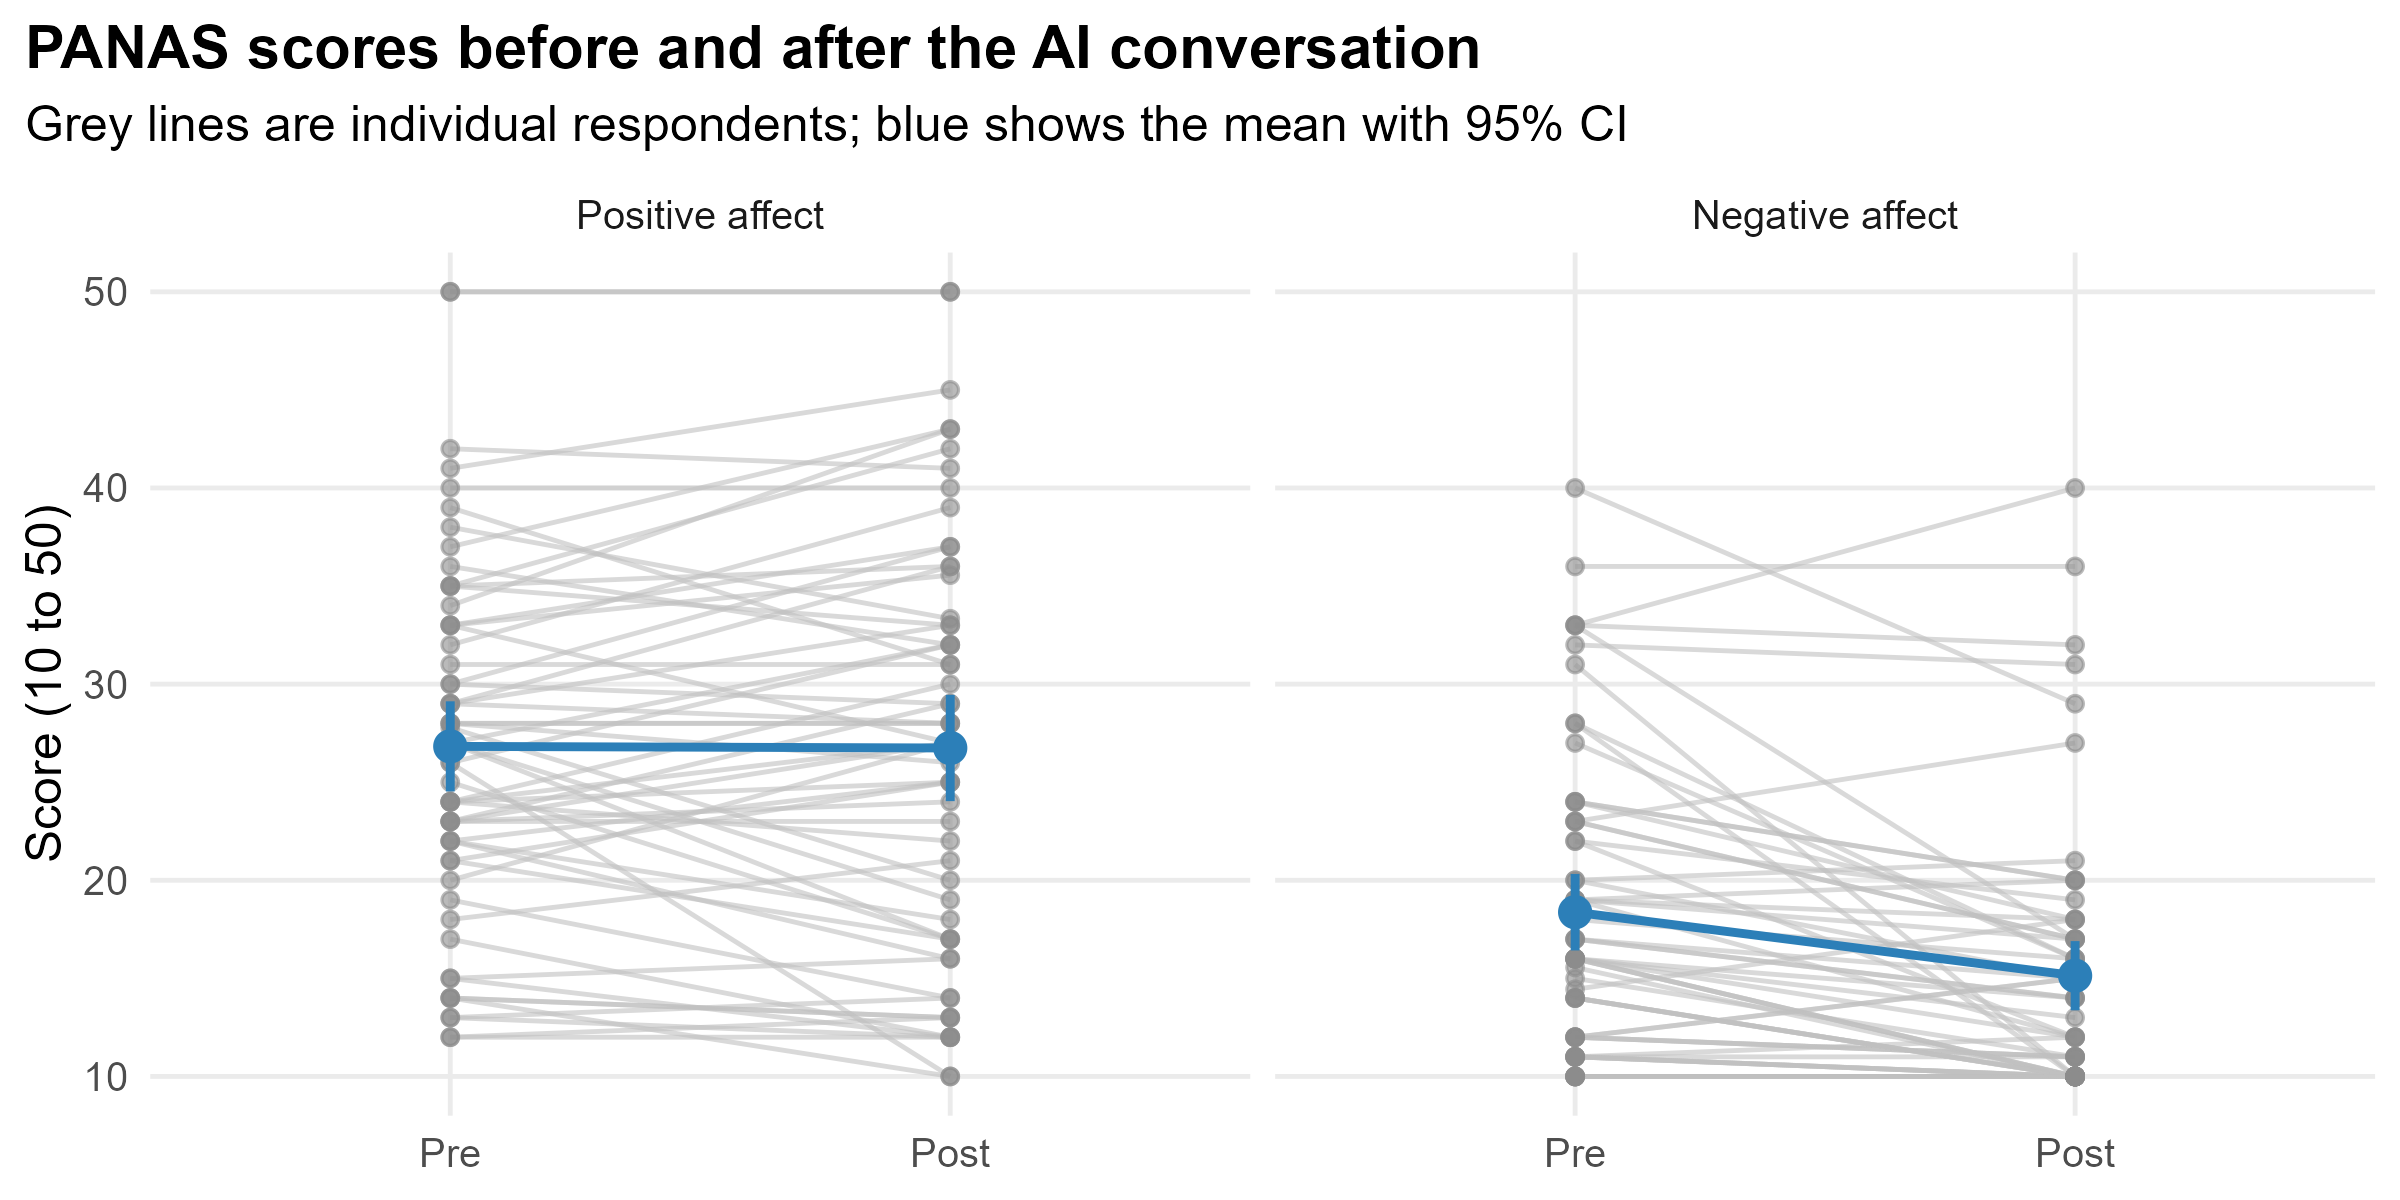 PANAS scores before and after the AI conversation
Grey lines are individual respondents; blue shows the mean with 95% CI
Positive affect
Negative affect
Score (10 to 50)
50
40
30
20
10
Pre
Post
Pre
Post